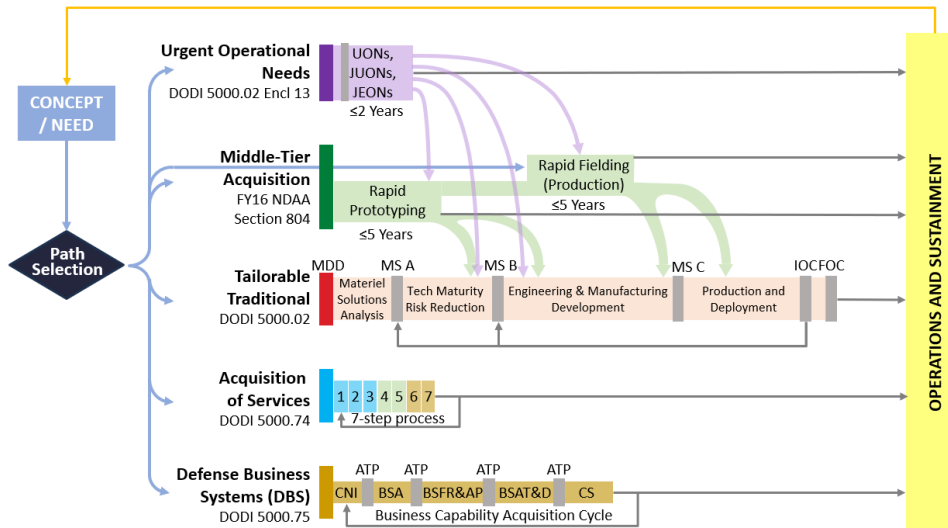 CONCEPT
/ NEED
Path
Selection
Urgent Operational
Needs
DODI 5000.02 Encl 13
UONs,
JUONs,
JEONs
≤2 Years
Middle-Tier
Acquisition
FY16 NDAA
Section 804
Rapid
Prototyping
≤5 Years
Rapid Fielding
(Production)
≤5 Years
Tailorable
Traditional
DODI 5000.02
MDD
Materiel
Solutions
Analysis
MS A
Tech Maturity
Risk Reduction
MS B
Engineering & Manufacturing
Development
MS C
Production and
Deployment
IOC
FOC
Acquisition
of Services
DODI 5000.74
1 2 3 4 5 6 7
7-step process
Defense Business
Systems (DBS)
DODI 5000.75
ATP ATP ATP ATP
CNI BSA BSFR&AP BSAT&D CS
Business Capability Acquisition Cycle
OPERATIONS AND SUSTAINMENT